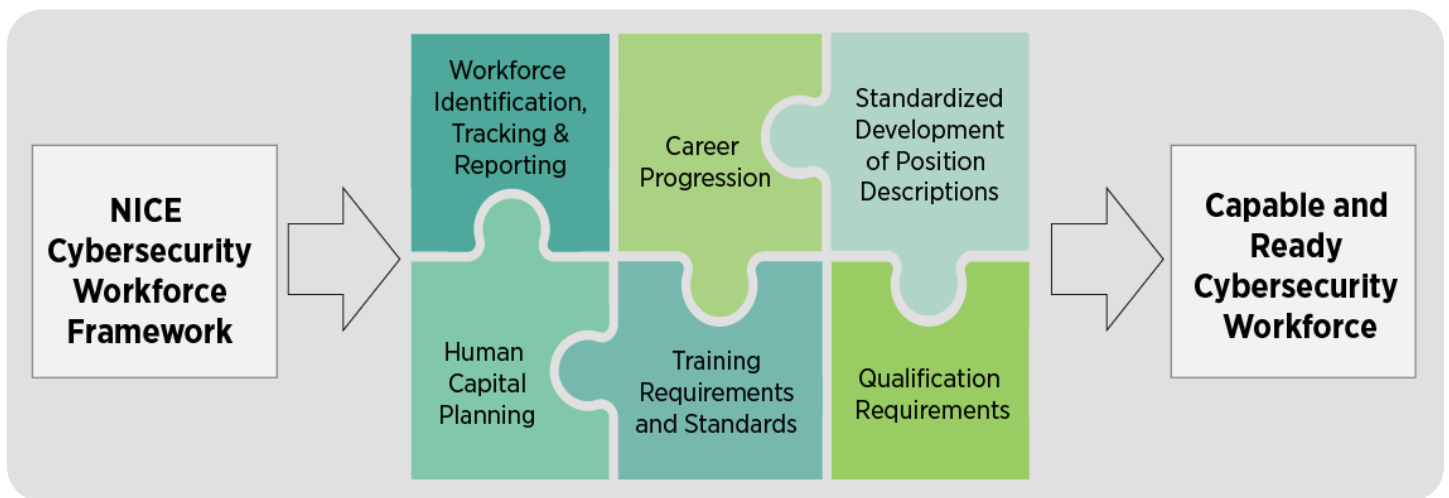 NICE
Cybersecurity
Workforce
Framework
Workforce
Identification,
Tracking &
Reporting
Career
Progression
Standardized
Development
of Position
Descriptions
Human
Capital
Planning
Training
Requirements
and Standards
Qualification
Requirements
Capable and
Ready
Cybersecurity
Workforce